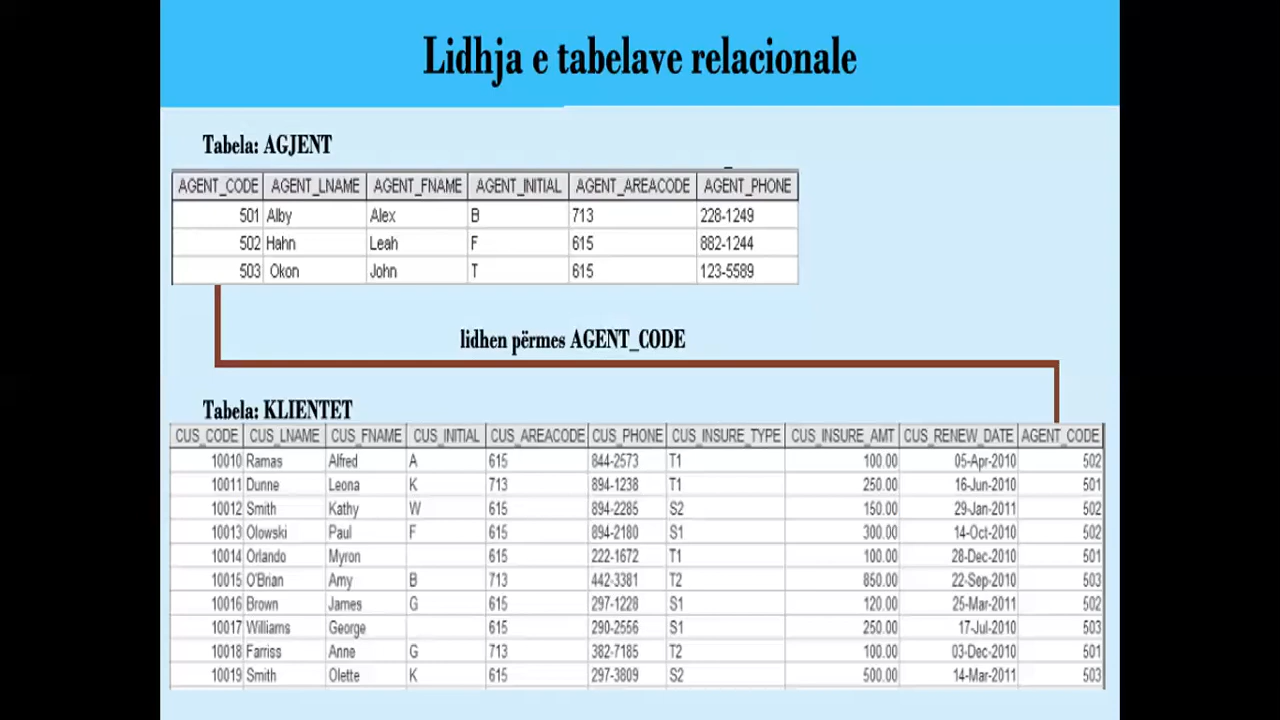 Lidhja e tabelave relacionale
Tabela: AGJENT
AGENT_CODE AGENT_LNAME AGENT_FNAME AGENT_INITIAL AGENT_AREACODE AGENT_PHONE
501 Alby Alex B 713 228-1249
502 Hahn Leah F 615 882-1244
503 Okon John T 615 123-5589
lidhen përmes AGENT_CODE
Tabela: KLIENTET
CUS_CODE CUS_LNAME CUS_FNAME CUS_INITIAL CUS_AREACODE CUS_PHONE CUS_INSURE_TYPE CUS_INSURE_AMT CUS_RENEW_DATE AGENT_CODE
10010 Ramas Alfred A 615 844-2573 T1 100.00 05-Apr-2010 502
10011 Dunne Leona K 713 894-1238 T1 250.00 16-Jun-2010 501
10012 Smith Kathy W 615 894-2285 S2 150.00 29-Jan-2011 502
10013 Olowski Paul F 615 894-2180 S1 300.00 14-Oct-2010 502
10014 Orlando Myron 615 222-1672 T1 100.00 28-Dec-2010 501
10015 O'Brian Amy B 713 442-3381 T2 850.00 22-Sep-2010 503
10016 Brown James G 615 297-1228 S1 120.00 25-Mar-2011 502
10017 Williams George 615 290-2556 S1 250.00 17-Jul-2010 503
10018 Farriss Anne G 713 382-7185 T2 100.00 03-Dec-2010 501
10019 Smith Olette K 615 297-3809 S2 500.00 14-Mar-2011 503